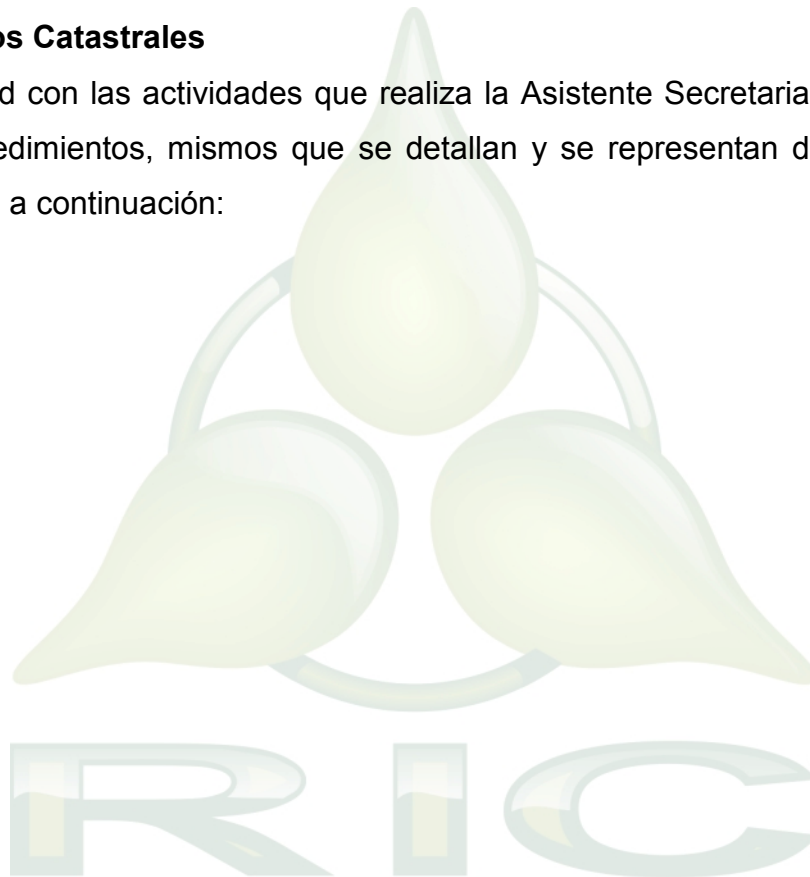 os Catastrales
d con las actividades que realiza la Asistente Secretaria
edimientos, mismos que se detallan y se representan d
a continuación:
RIC